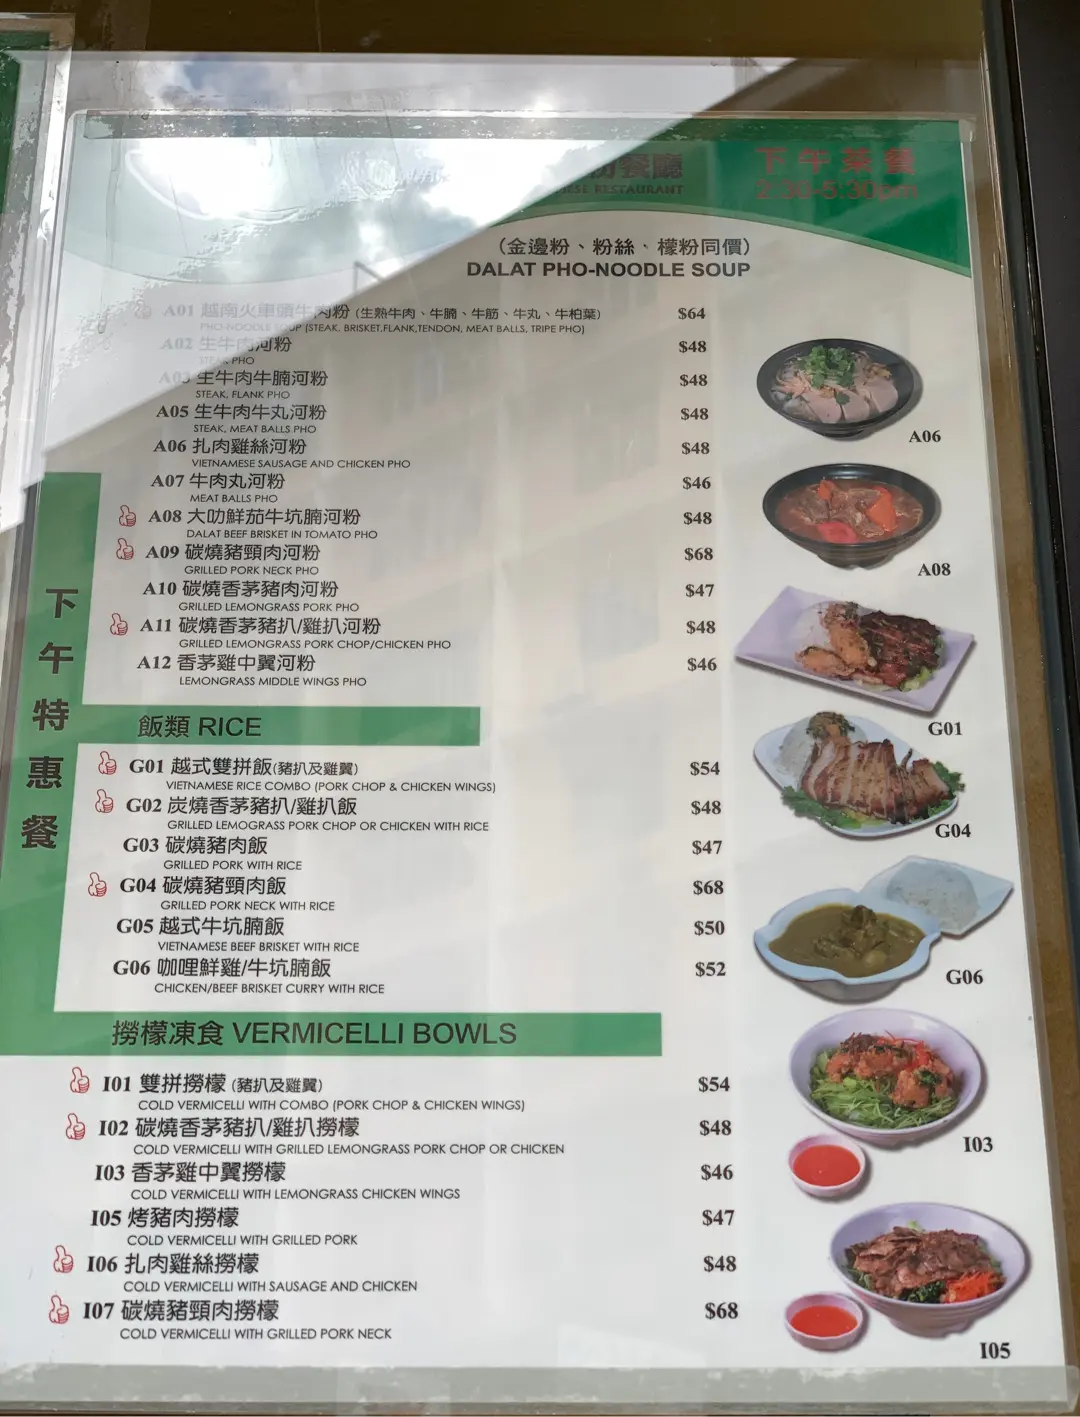 粉餐廳
ESE RESTAURANT
下午茶餐
2:30-5:30pm
(金邊粉、粉絲、檬粉同價)
DALAT PHO-NOODLE SOUP
A01 越南火車頭牛肉粉 (生熟牛肉、牛腩、牛筋、牛丸、牛柏葉) $64
PHO-NOODLE SOUP (STEAK, BRISKET,FLANK,TENDON, MEAT BALLS, TRIPE PHO)
A02 生牛肉河粉 $48
STEAK PHO
A03 生牛肉牛腩河粉 $48
STEAK, FLANK PHO
A05 生牛肉牛丸河粉 $48
STEAK, MEAT BALLS PHO
A06 扎肉雞絲河粉 $48
VIETNAMESE SAUSAGE AND CHICKEN PHO
A07 牛肉丸河粉 $46
MEAT BALLS PHO
A08 大叻鮮茄牛坑腩河粉 $48
DALAT BEEF BRISKET IN TOMATO PHO
A09 碳燒豬頸肉河粉 $68
GRILLED PORK NECK PHO
A10 碳燒香茅豬肉河粉 $47
GRILLED LEMONGRASS PORK PHO
A11 碳燒香茅豬扒/雞扒河粉 $48
GRILLED LEMONGRASS PORK CHOP/CHICKEN PHO
A12 香茅雞中翼河粉 $46
LEMONGRASS MIDDLE WINGS PHO
下午特惠餐
飯類 RICE
G01 越式雙拼飯(豬扒及雞翼) $54
VIETNAMESE RICE COMBO (PORK CHOP & CHICKEN WINGS)
G02 炭燒香茅豬扒/雞扒飯 $48
GRILLED LEMOGRASS PORK CHOP OR CHICKEN WITH RICE
G03 碳燒豬肉飯 $47
GRILLED PORK WITH RICE
G04 碳燒豬頸肉飯 $68
GRILLED PORK NECK WITH RICE
G05 越式牛坑腩飯 $50
VIETNAMESE BEEF BRISKET WITH RICE
G06 咖喱鮮雞/牛坑腩飯 $52
CHICKEN/BEEF BRISKET CURRY WITH RICE
撈檬凍食 VERMICELLI BOWLS
I01 雙拼撈檬 (豬扒及雞翼) $54
COLD VERMICELLI WITH COMBO (PORK CHOP & CHICKEN WINGS)
I02 碳燒香茅豬扒/雞扒撈檬 $48
COLD VERMICELLI WITH GRILLED LEMONGRASS PORK CHOP OR CHICKEN
I03 香茅雞中翼撈檬 $46
COLD VERMICELLI WITH LEMONGRASS CHICKEN WINGS
I05 烤豬肉撈檬 $47
COLD VERMICELLI WITH GRILLED PORK
I06 扎肉雞絲撈檬 $48
COLD VERMICELLI WITH SAUSAGE AND CHICKEN
I07 碳燒豬頸肉撈檬 $68
COLD VERMICELLI WITH GRILLED PORK NECK
A06
A08
G01
G04
G06
I03
I05